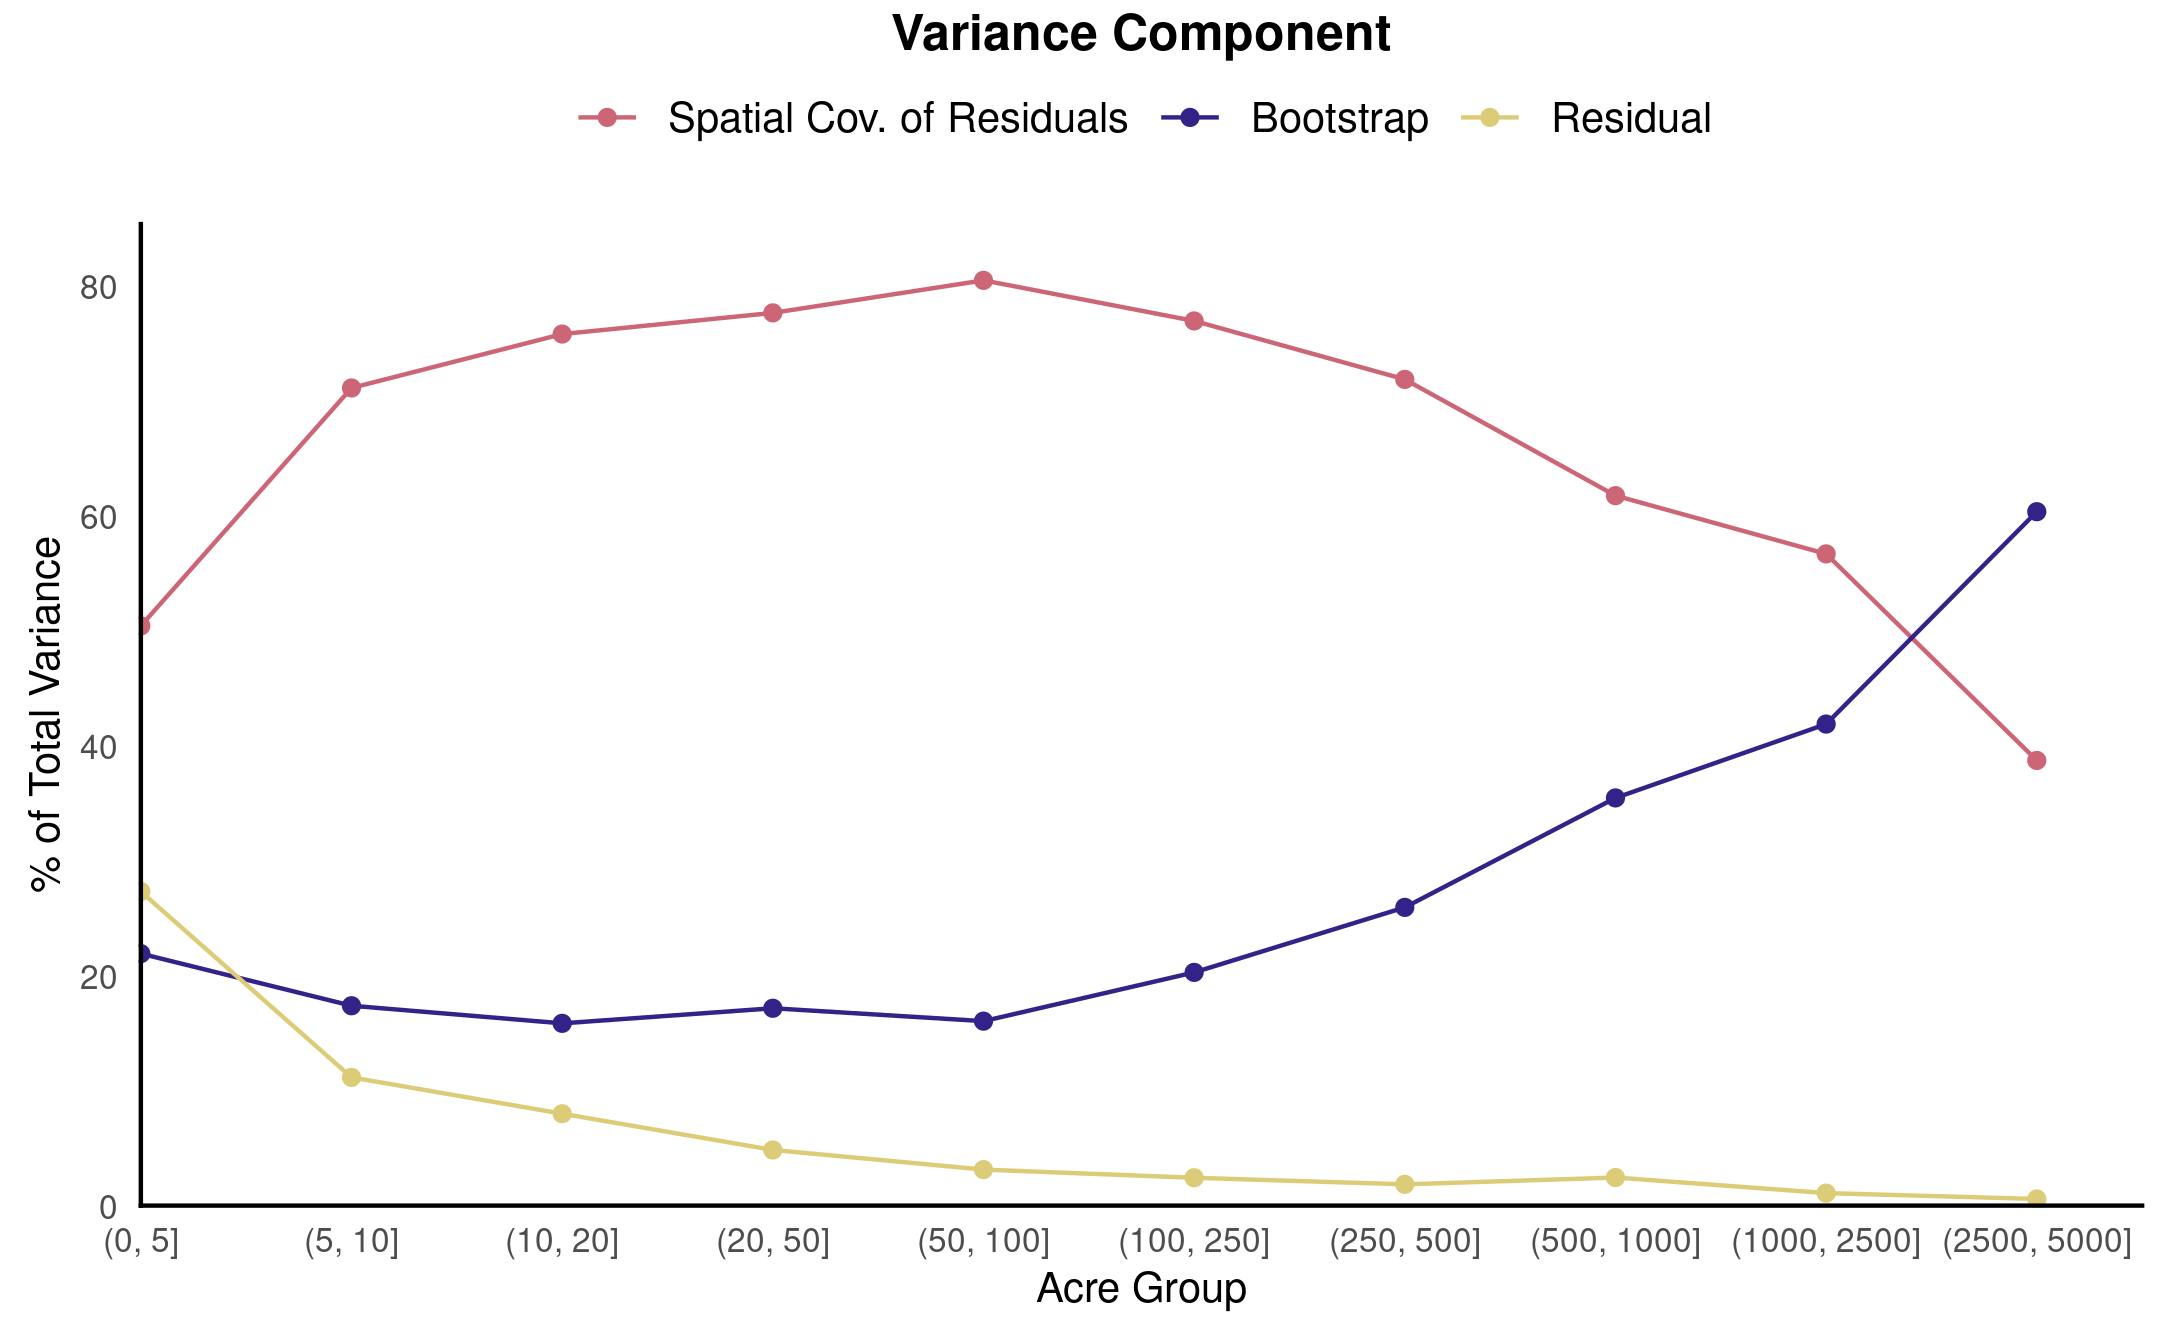 Variance Component
Spatial Cov. of Residuals Bootstrap Residual
80
60
40
20
0
% of Total Variance
(0, 5] (5, 10] (10, 20] (20, 50] (50, 100] (100, 250] (250, 500] (500, 1000] (1000, 2500] (2500, 5000]
Acre Group